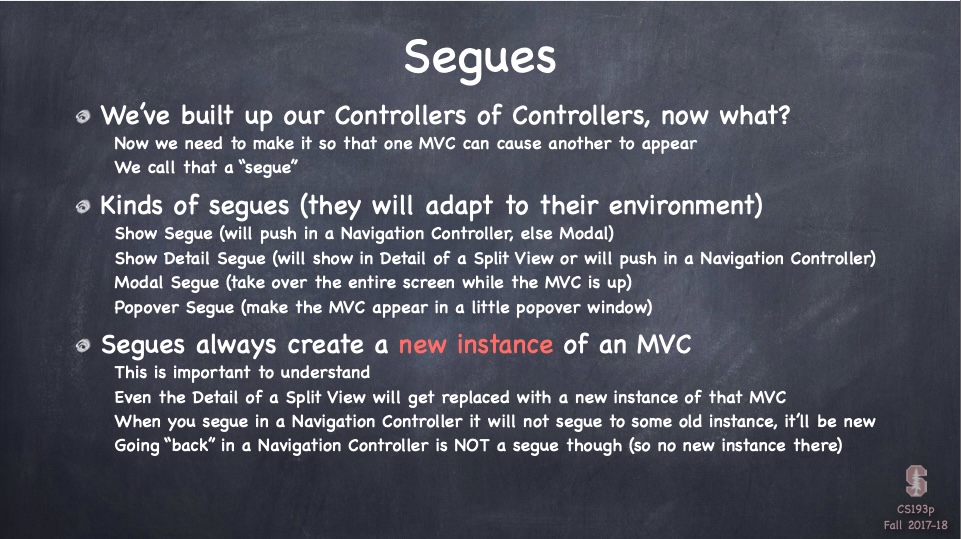 Segues
We've built up our Controllers of Controllers, now what?
Now we need to make it so that one MVC can cause another to appear
We call that a “segue”
Kinds of segues (they will adapt to their environment)
Show Segue (will push in a Navigation Controller, else Modal)
Show Detail Segue (will show in Detail of a Split View or will push in a Navigation Controller)
Modal Segue (take over the entire screen while the MVC is up)
Popover Segue (make the MVC appear in a little popover window)
Segues always create a new instance of an MVC
This is important to understand
Even the Detail of a Split View will get replaced with a new instance of that MVC
When you segue in a Navigation Controller it will not segue to some old instance, it'll be new
Going “back” in a Navigation Controller is NOT a segue though (so no new instance there)
S
CS193p
Fall 2017-18